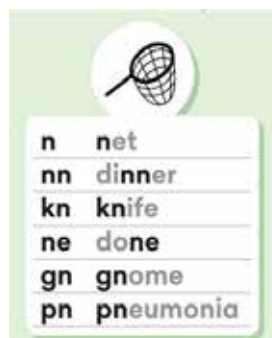 n net
nn dinner
kn knife
ne done
gn gnome
pn pneumonia